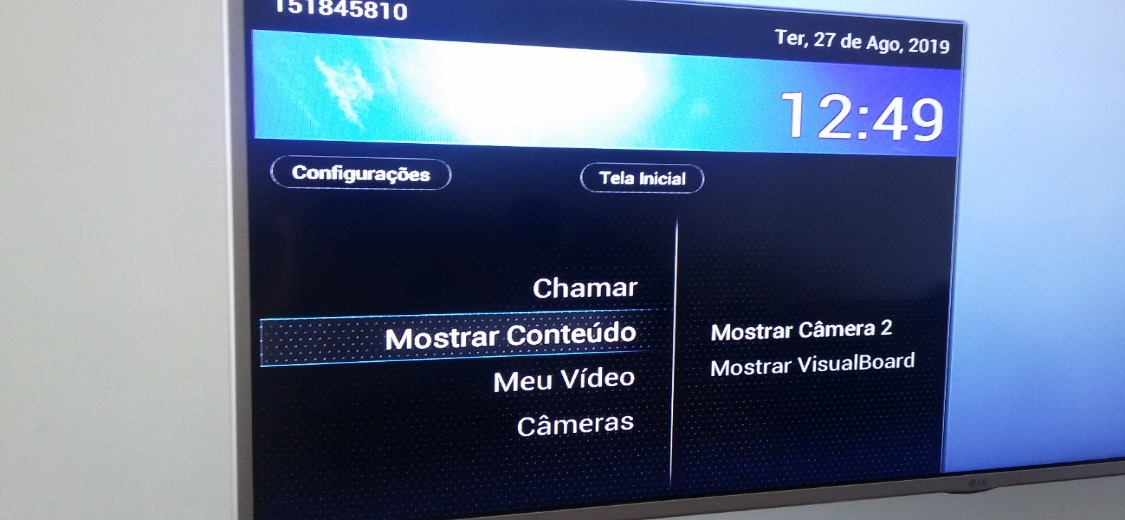 151845810
Ter, 27 de Ago, 2019
12:49
Configurações
Tela Inicial
Chamar
Mostrar Conteúdo
Meu Vídeo
Câmeras
Mostrar Câmera 2
Mostrar VisualBoard
LG